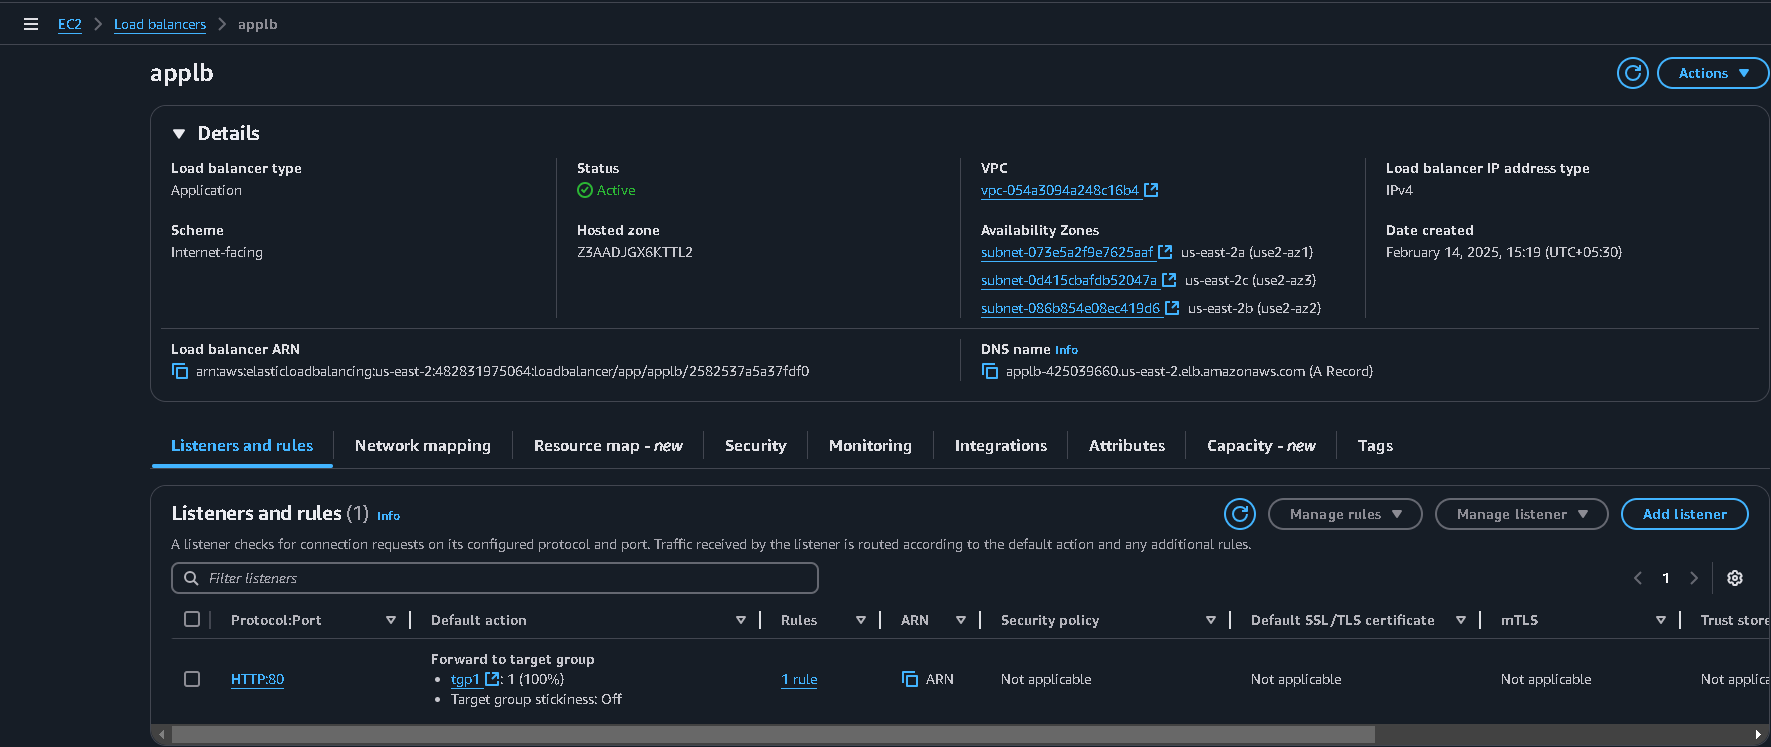 EC2 > Load balancers > applb
applb
Actions
Details
Load balancer type
Application
Status
Active
VPC
vpc-054a3094a248c16b4
Load balancer IP address type
IPv4
Scheme
Internet-facing
Hosted zone
Z3AADJGX6KTTL2
Availability Zones
subnet-073e5a2f9e7625aaf us-east-2a (use2-az1)
subnet-0d415cbafdb52047a us-east-2c (use2-az3)
subnet-086b854e08ec419d6 us-east-2b (use2-az2)
Date created
February 14, 2025, 15:19 (UTC+05:30)
Load balancer ARN
arn:aws:elasticloadbalancing:us-east-2:482831975064:loadbalancer/app/applb/2582537a5a37fdf0
DNS name Info
applb-425039660.us-east-2.elb.amazonaws.com (A Record)
Listeners and rules Network mapping Resource map - new Security Monitoring Integrations Attributes Capacity - new Tags
Listeners and rules (1) Info
Manage rules Manage listener Add listener
A listener checks for connection requests on its configured protocol and port. Traffic received by the listener is routed according to the default action and any additional rules.
Filter listeners
1
Protocol:Port Default action Rules ARN Security policy Default SSL/TLS certificate mTLS Trust store
HTTP:80
Forward to target group
• tgp1: 1 (100%)
• Target group stickiness: Off
1 rule
ARN
Not applicable
Not applicable
Not applicable
Not applica